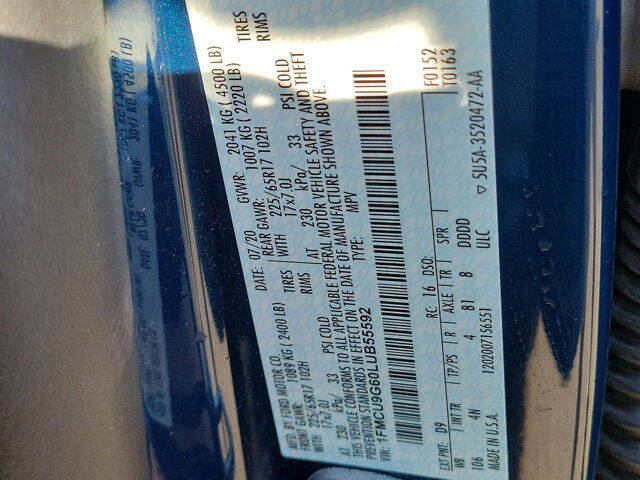 MFD. BY FORD MOTOR CO.
DATE: 07/20 GVWR: 2041 KG ( 4500 LB)
FRONT GAWR: 1089 KG ( 2400 LB) REAR GAWR: 1007 KG ( 2220 LB)
225/65R17 102H TIRES WITH 225/65R17 102H TIRES
17x7.0J RIMS 17x7.0J RIMS
AT 230 kPa/ 33 PSI COLD AT 230 kPa/ 33 PSI COLD
THIS VEHICLE CONFORMS TO ALL APPLICABLE FEDERAL MOTOR VEHICLE SAFETY AND THEFT
PREVENTION STANDARDS IN EFFECT ON THE DATE OF MANUFACTURE SHOWN ABOVE.
VIN: 1FMCU9G60LUB55592 TYPE: MPV
F0152
T0163
EXT PNT: D9 RC: 16 DSO:
WB INT TR TP/PS R AXLE TR SPR
106 4N 4 81 8 DDDD
MADE IN U.S.A. 1202007156551 ULC
5U5A-3520472-AA